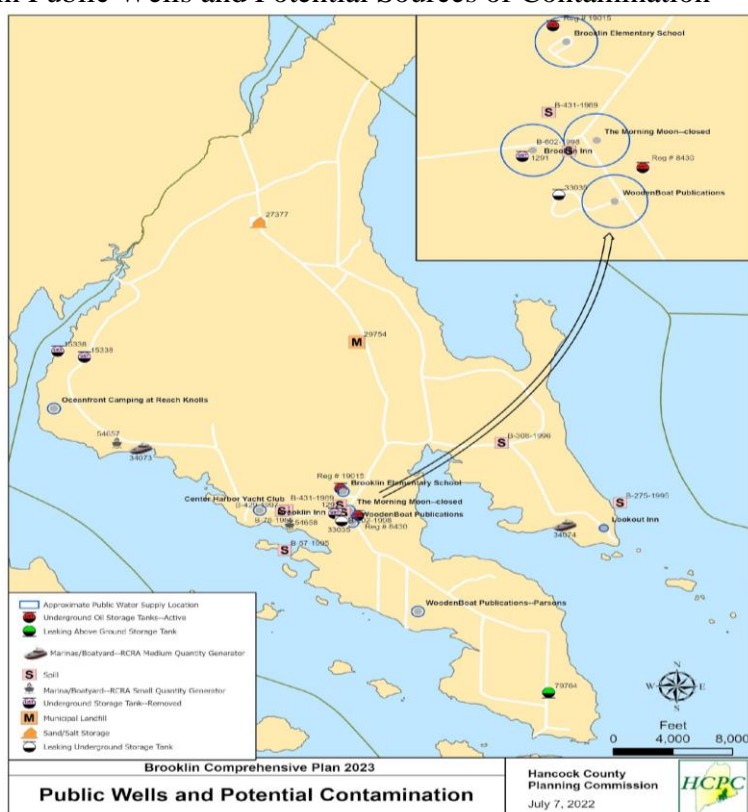 in Public Wells and Potential Sources of Contamination
Reg # 19015
Brooklin Elementary School
B-431-1969
The Morning Moon--closed
B-602-1998
Brooklin Inn
1291
Reg # 8430
33035
WoodenBoat Publications
27377
29754
15338
15338
Oceanfront Camping at Reach Knolls
54657
34073
B-308-1996
Reg # 19015
Brooklin Elementary School
Center Harbor Yacht Club
B-431-1969
The Morning Moon--closed
Brooklin Inn
WoodenBoat Publications
54658
33035
Reg # 8430
B-57-1995
B-275-1995
Lookout Inn
34074
WoodenBoat Publications--Parsons
79764
Approximate Public Water Supply Location
Underground Oil Storage Tanks--Active
Leaking Above Ground Storage Tank
Marinas/Boatyard--RCRA Medium Quantity Generator
S Spill
Marina/Boatyard--RCRA Small Quantity Generator
Underground Storage Tank--Removed
M Municipal Landfill
Sand/Salt Storage
Leaking Underground Storage Tank
N
W E
S
Feet
0 4,000 8,000
Brooklin Comprehensive Plan 2023
Public Wells and Potential Contamination
Hancock County
Planning Commission
July 7, 2022
HCPC